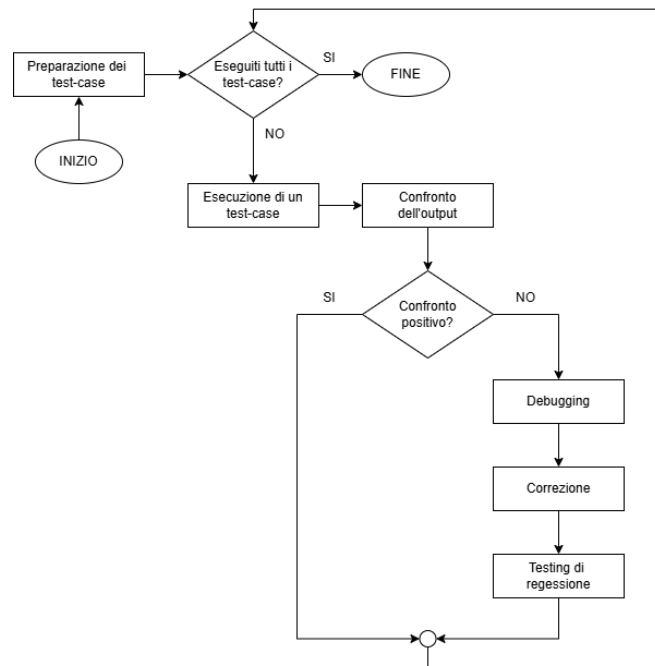 Preparazione dei
test-case
Eseguiti tutti i
test-case?
SI
FINE
INIZIO
NO
Esecuzione di un
test-case
Confronto
dell'output
SI
Confronto
positivo?
NO
Debugging
Correzione
Testing di
regressione